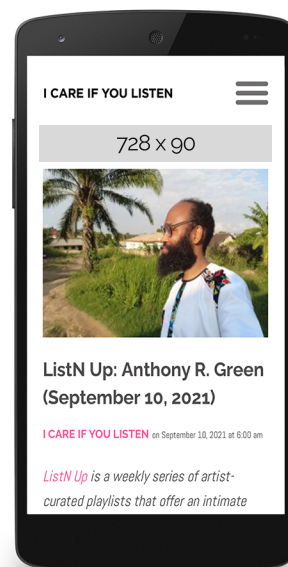 I CARE IF YOU LISTEN
728 x 90
ListN Up: Anthony R. Green
(September 10, 2021)
I CARE IF YOU LISTEN on September 10, 2021 at 6:00 am
ListN Up is a weekly series of artist-
curated playlists that offer an intimate